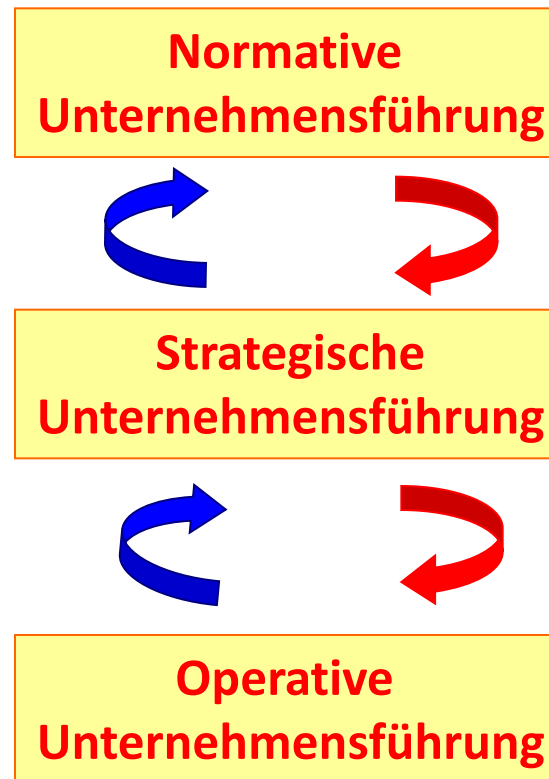 Normative
Unternehmensführung
Strategische
Unternehmensführung
Operative
Unternehmensführung